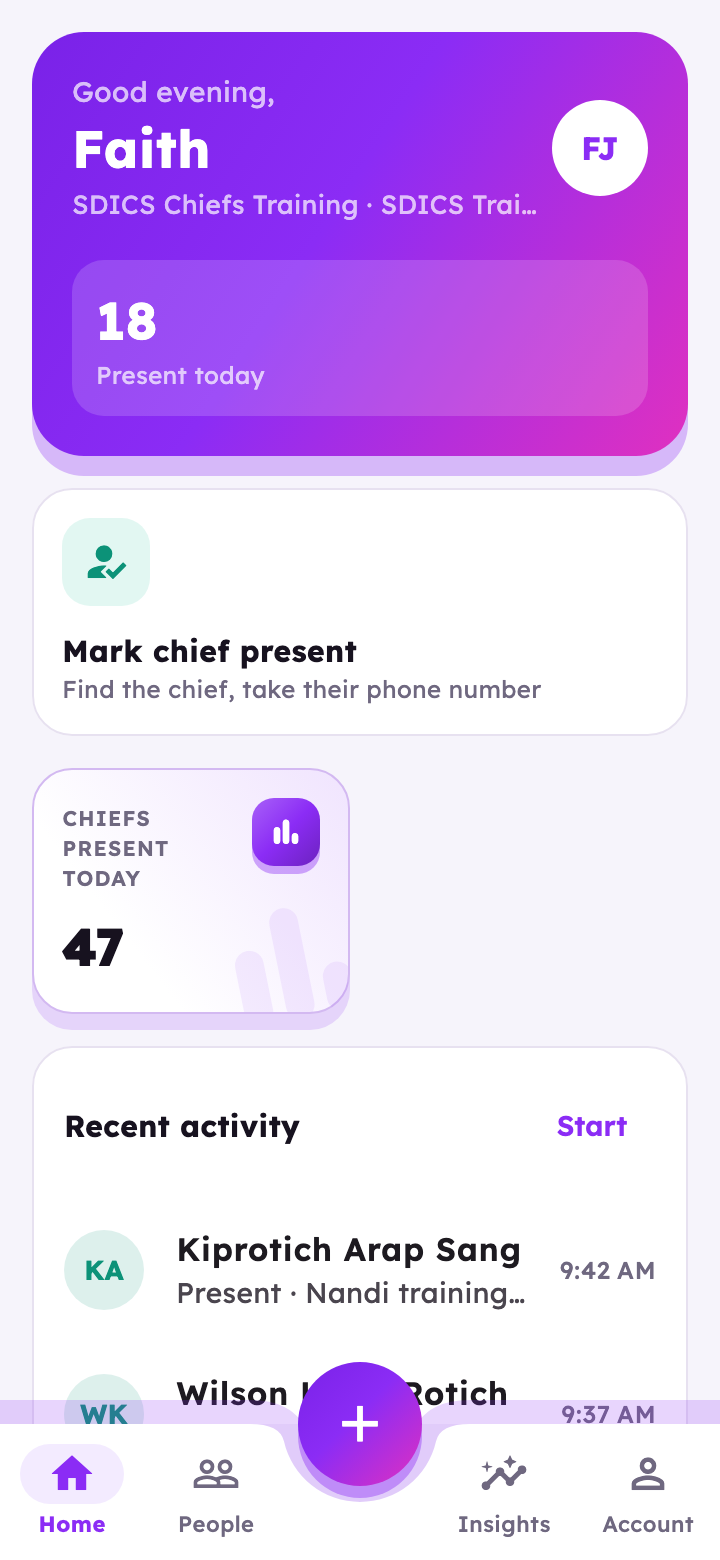 Good evening,
Faith
SDICS Chiefs Training · SDICS Trai…
FJ
18
Present today
Mark chief present
Find the chief, take their phone number
CHIEFS
PRESENT
TODAY
47
Recent activity
Start
KA
Kiprotich Arap Sang
Present · Nandi training…
9:42 AM
WK
Wilson Rotich
9:37 AM
Home
People
Insights
Account